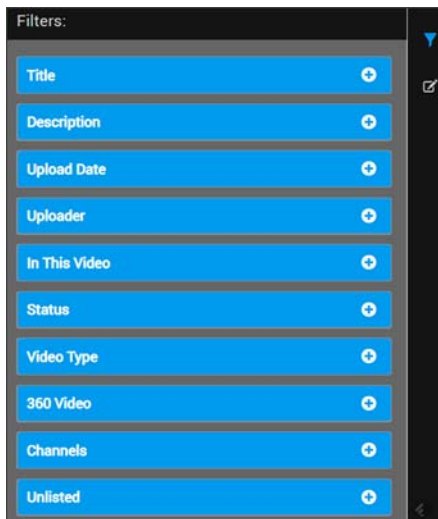 Filters:
Title
Description
Upload Date
Uploader
In This Video
Status
Video Type
360 Video
Channels
Unlisted